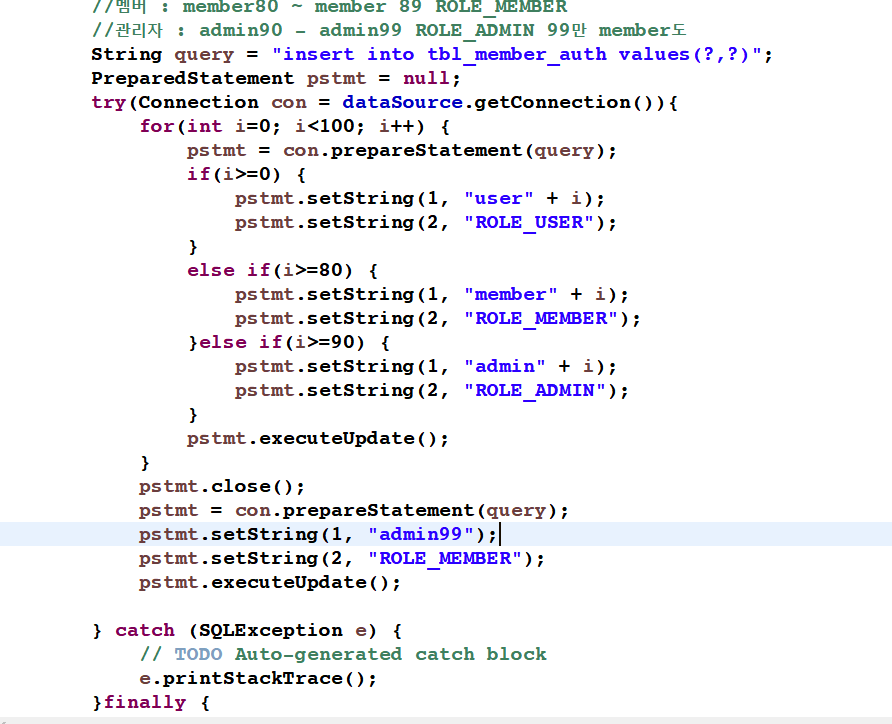 //멤버 : member80 ~ member 89 ROLE_MEMBER
//관리자 : admin90 - admin99 ROLE_ADMIN 99만 member도
String query = "insert into tbl_member_auth values(?,?)";
PreparedStatement pstmt = null;
try(Connection con = dataSource.getConnection()){
for(int i=0; i<100; i++) {
pstmt = con.prepareStatement(query);
if(i>=0) {
pstmt.setString(1, "user" + i);
pstmt.setString(2, "ROLE_USER");
}
else if(i>=80) {
pstmt.setString(1, "member" + i);
pstmt.setString(2, "ROLE_MEMBER");
}else if(i>=90) {
pstmt.setString(1, "admin" + i);
pstmt.setString(2, "ROLE_ADMIN");
}
pstmt.executeUpdate();
}
pstmt.close();
pstmt = con.prepareStatement(query);
pstmt.setString(1, "admin99");
pstmt.setString(2, "ROLE_MEMBER");
pstmt.executeUpdate();
} catch (SQLException e) {
// TODO Auto-generated catch block
e.printStackTrace();
}finally {